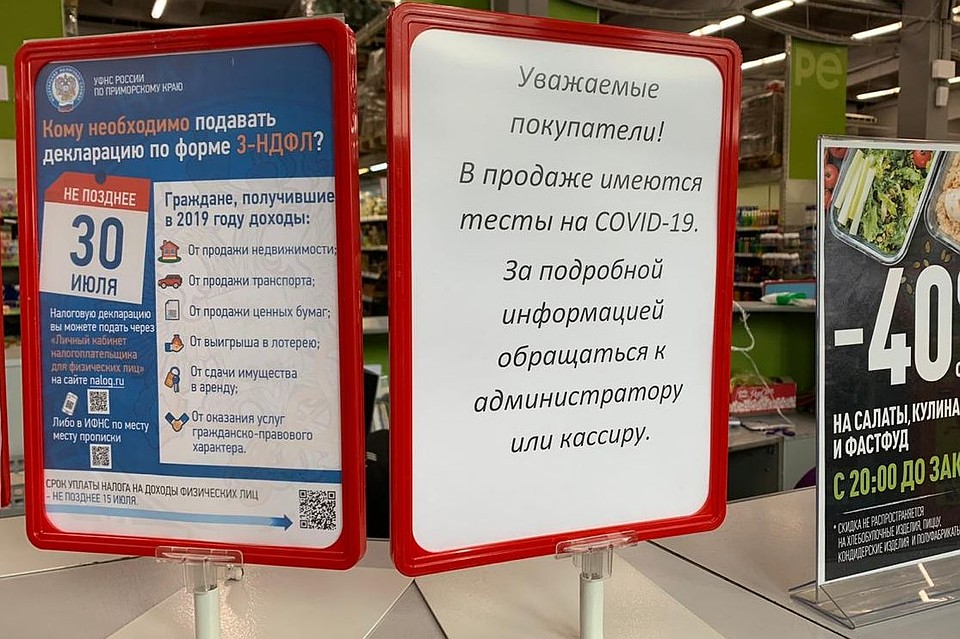 УФНС РОССИИ
ПО ПРИМОРСКОМУ КРАЮ
Кому необходимо подавать
декларацию по форме 3-НДФЛ?
НЕ ПОЗДНЕЕ
30
ИЮЛЯ
Налоговую декларацию
вы можете подать через
«Личный кабинет
налогоплательщика
для физических лиц»
на сайте nalog.ru
Либо в ИФНС по месту
месту прописки
Граждане, получившие
в 2019 году доходы:
От продажи недвижимости;
От продажи транспорта;
От продажи ценных бумаг;
От выигрыша в лотерею;
От сдачи имущества
в аренду;
От оказания услуг
гражданско-правового
характера.
СРОК УПЛАТЫ НАЛОГА НА ДОХОДЫ ФИЗИЧЕСКИХ ЛИЦ
– НЕ ПОЗДНЕЕ 15 ИЮЛЯ.
Уважаемые
покупатели!
В продаже имеются
тесты на COVID-19.
За подробной
информацией
обращаться к
администратору
или кассиру.
ре
-40%
НА САЛАТЫ, КУЛИНА
И ФАСТФУД
С 20:00 ДО ЗАК
* СКИДКА НЕ РАСПРОСТРАНЯЕТСЯ
НА ХЛЕБОБУЛОЧНЫЕ ИЗДЕЛИЯ, ПИЦЦУ,
КОНДИДЕРСКИЕ ИЗДЕЛИЯ И ПОЛУФАБРИКАТЫ